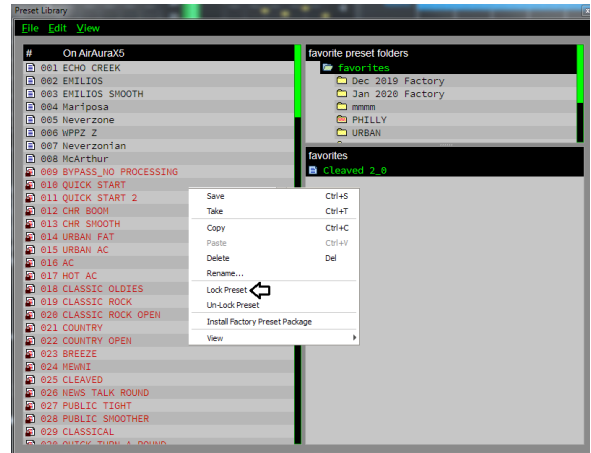 Preset Library
File Edit View
# On AirAuraX5
001 ECHO CREEK
002 EMILIOS
003 EMILIOS SMOOTH
004 Mariposa
005 Neverzone
006 WPPZ Z
007 Neverzonian
008 McArthur
009 BYPASS_NO PROCESSING
010 QUICK START
011 QUICK START 2
012 CHR BOOM
013 CHR SMOOTH
014 URBAN FAT
015 URBAN AC
016 AC
017 HOT AC
018 CLASSIC OLDIES
019 CLASSIC ROCK
020 CLASSIC ROCK OPEN
021 COUNTRY
022 COUNTRY OPEN
023 BREEZE
024 MEWNI
025 CLEAVED
026 NEWS TALK ROUND
027 PUBLIC TIGHT
028 PUBLIC SMOOTHER
029 CLASSICAL
030 QUICK TURN A ROUND
Save Ctrl+S
Take Ctrl+T
Copy Ctrl+C
Paste Ctrl+V
Delete Del
Rename...
Lock Preset
Un-Lock Preset
Install Factory Preset Package
View
favorite preset folders
favorites
Dec 2019 Factory
Jan 2020 Factory
mmmm
PHILLY
URBAN
favorites
Cleaved 2_0